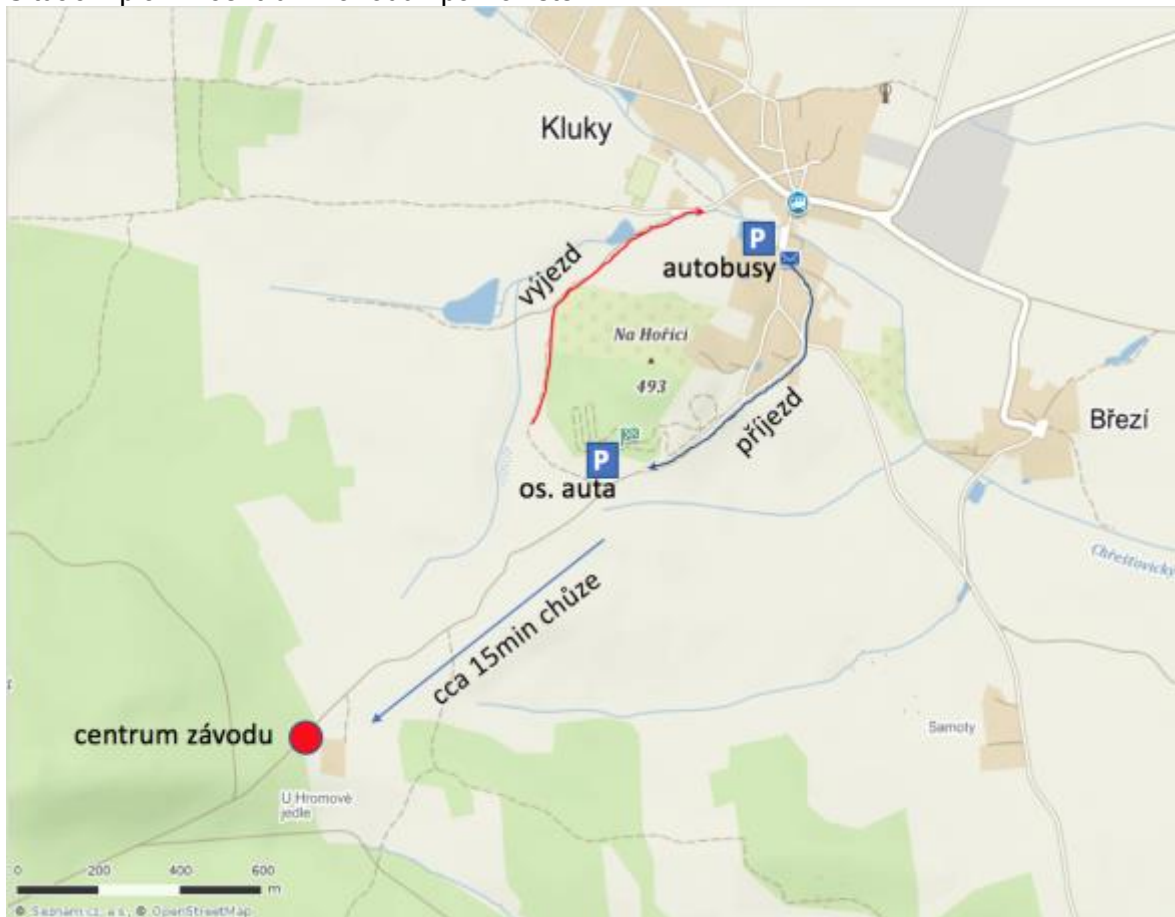 Kluky
P
autobusy
výjezd
Na Hořici
493
příjezd
Březí
P
os. auta
Chřešťovický
cca 15min chůze
centrum závodu
Samoty
U Hromové
jedle
0 200 400 600
m
© Seznam.cz, a.s., © OpenStreetMap